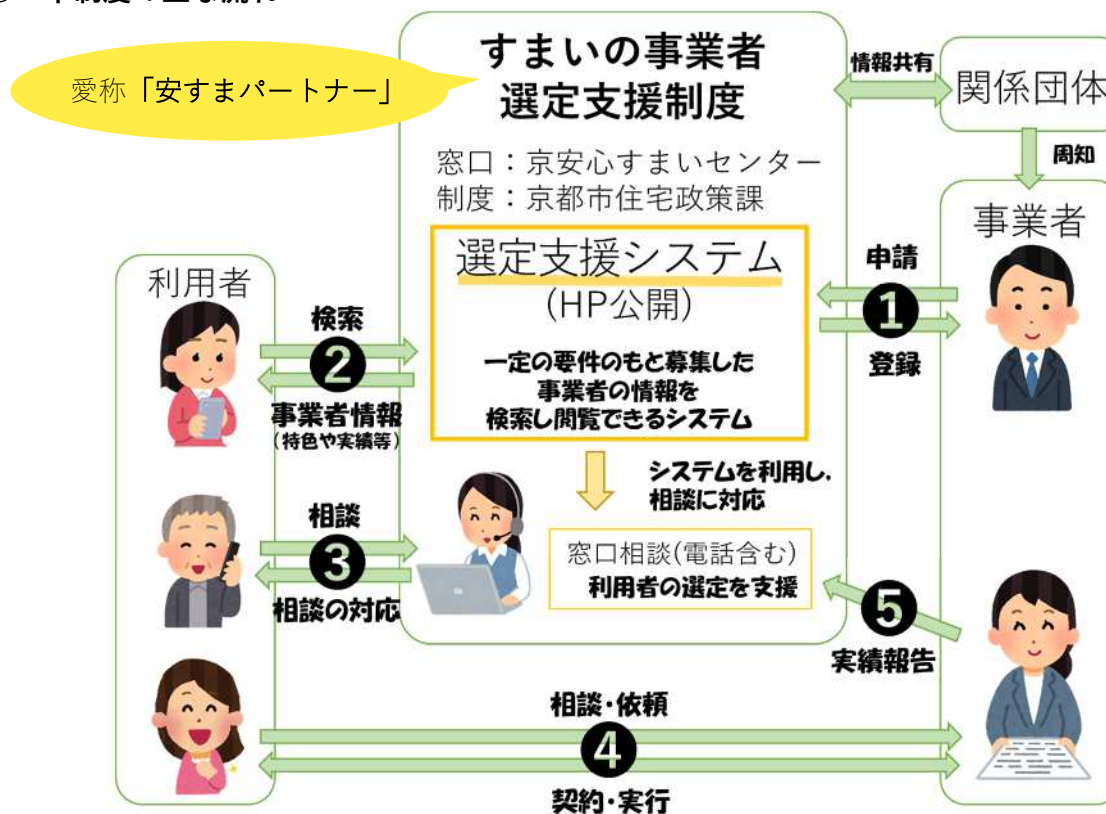 すまいの事業者
選定支援制度
愛称「安すまパートナー」
窓口：京安心すまいセンター
制度：京都市住宅政策課
選定支援システム
(HP公開)
一定の要件のもと募集した
事業者の情報を
検索し閲覧できるシステム
システムを利用し、
相談に対応
窓口相談(電話含む)
利用者の選定を支援
情報共有
関係団体
周知
事業者
申請
1
登録
利用者
検索
2
事業者情報
(特色や実績等)
相談
3
相談の対応
相談・依頼
4
契約・実行
5
実績報告